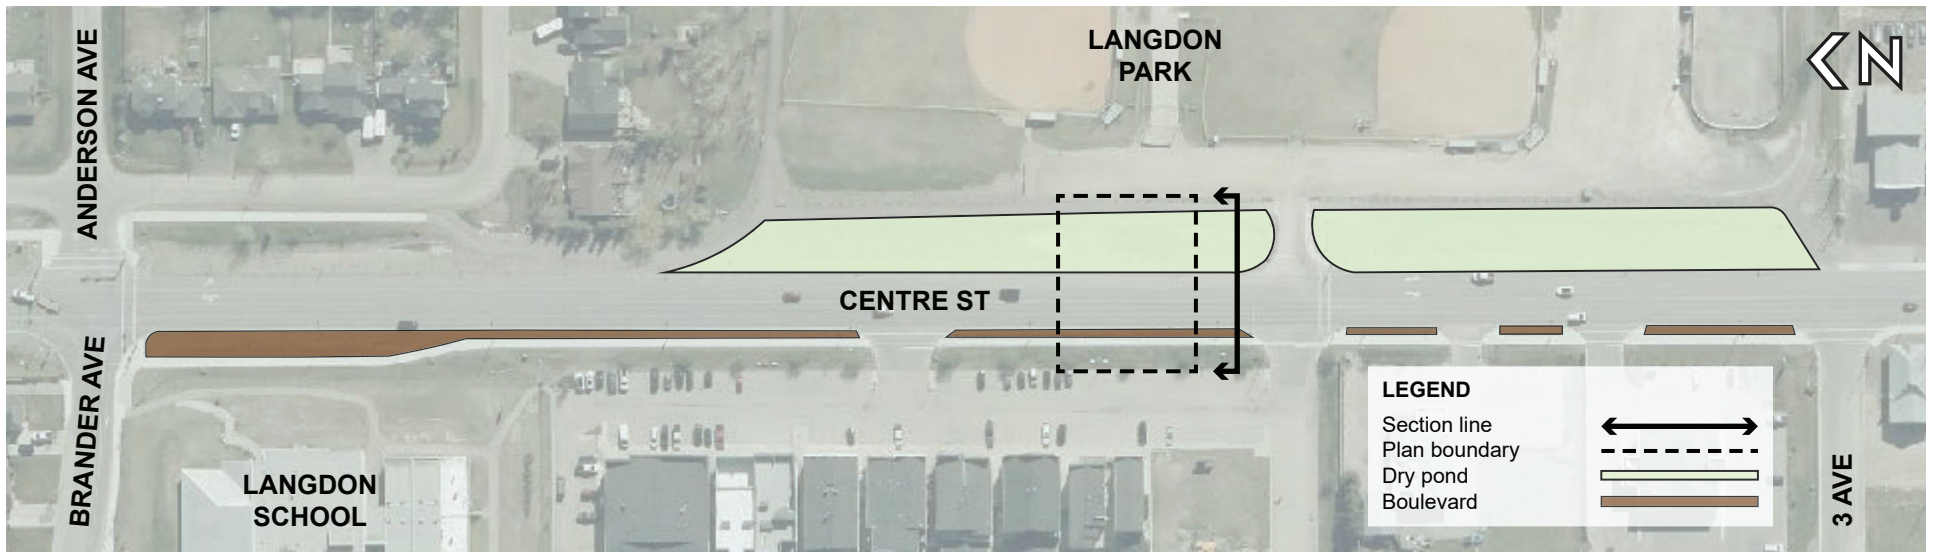 ANDERSON AVE
LANGDON
PARK
N
CENTRE ST
BRANDER AVE
LANGDON
SCHOOL
LEGEND
Section line
Plan boundary
Dry pond
Boulevard
3 AVE